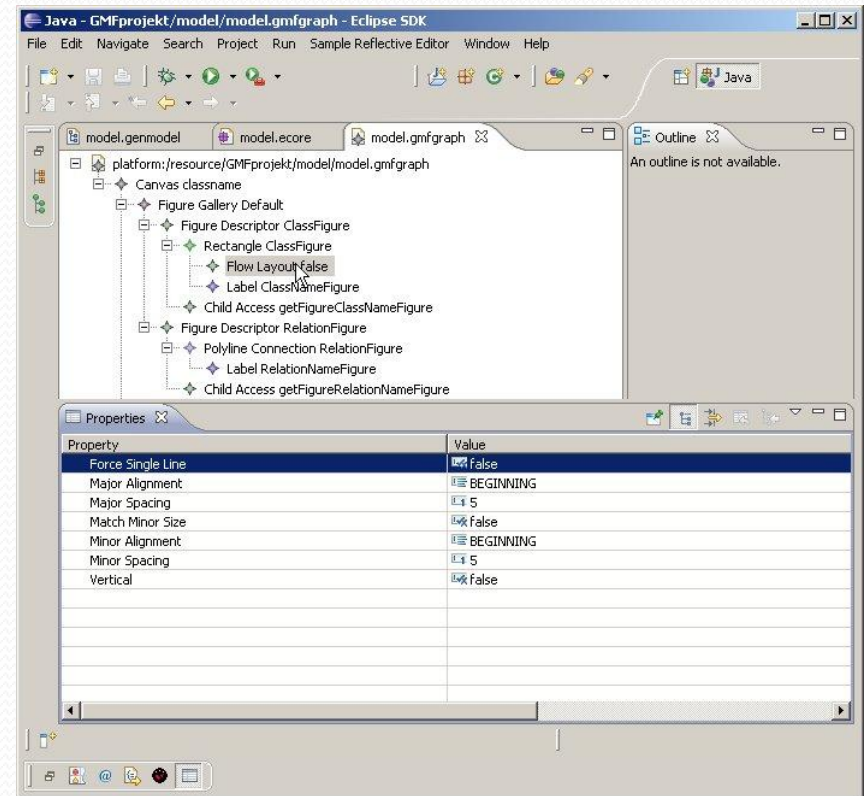 Java - GMFprojekt/model/model.gmfgraph - Eclipse SDK
File Edit Navigate Search Project Run Sample Reflective Editor Window Help
Java
model.genmodel model.ecore model.gmfgraph Outline
platform:/resource/GMFprojekt/model/model.gmfgraph
An outline is not available.
Canvas classname
Figure Gallery Default
Figure Descriptor ClassFigure
Rectangle ClassFigure
Flow Layout false
Label ClassNameFigure
Child Access getFigureClassNameFigure
Figure Descriptor RelationFigure
Polyline Connection RelationFigure
Label RelationNameFigure
Child Access getFigureRelationNameFigure
Properties
Property Value
Force Single Line false
Major Alignment BEGINNING
Major Spacing 5
Match Minor Size false
Minor Alignment BEGINNING
Minor Spacing 5
Vertical false